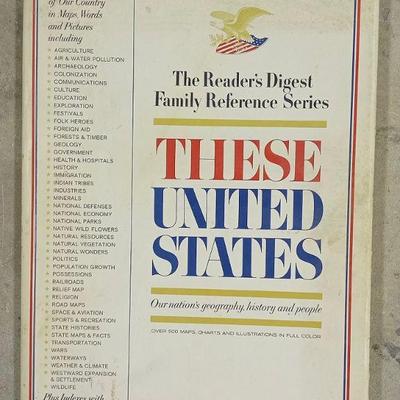 of Our Country
in Maps, Words
and Pictures
including
AGRICULTURE
AIR & WATER POLLUTION
ARCHAEOLOGY
COLONIZATION
COMMUNICATIONS
CULTURE
EDUCATION
EXPLORATION
FESTIVALS
FOLK HEROES
FOREIGN AID
FORESTS & TIMBER
GEOLOGY
GOVERNMENT
HEALTH & HOSPITALS
HISTORY
IMMIGRATION
INDIAN TRIBES
INDUSTRIES
MINERALS
NATIONAL DEFENSES
NATIONAL ECONOMY
NATIONAL PARKS
NATIVE WILD FLOWERS
NATURAL RESOURCES
NATURAL VEGETATION
NATURAL WONDERS
POLITICS
POPULATION GROWTH
POSSESSIONS
RAILROADS
RELIEF MAP
RELIGION
ROAD MAPS
SPACE & AVIATION
SPORTS & RECREATION
STATE HISTORIES
STATE MAPS & FACTS
TRANSPORTATION
WARS
WATERWAYS
WEATHER & CLIMATE
WESTWARD EXPANSION
& SETTLEMENT
WILDLIFE
Plus Indexes with
The Reader's Digest
Family Reference Series
THESE
UNITED
STATES
Our nation's geography, history and people
OVER 500 MAPS, CHARTS AND ILLUSTRATIONS IN FULL COLOR